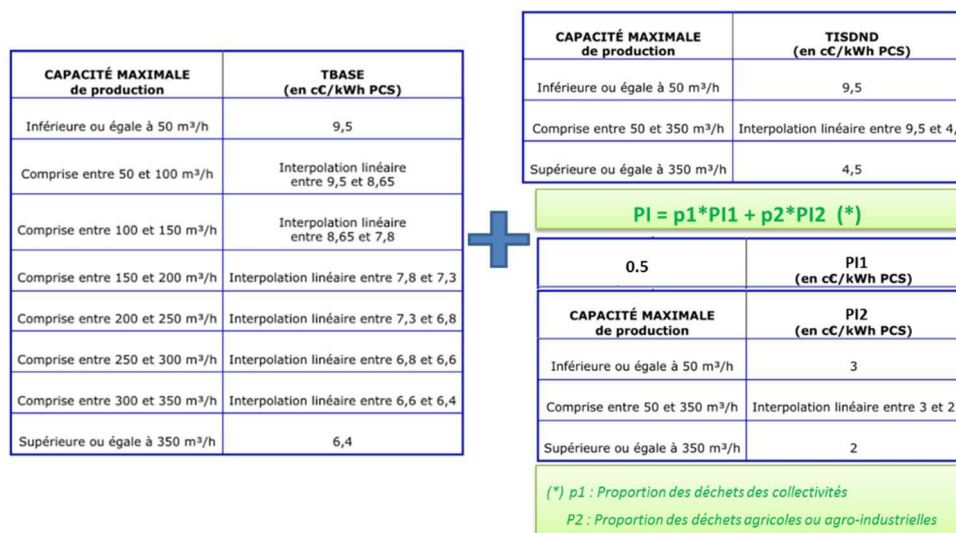 CAPACITÉ MAXIMALE
de production
TBASE
(en c€/kWh PCS)
Inférieure ou égale à 50 m³/h
9,5
Comprise entre 50 et 100 m³/h
Interpolation linéaire
entre 9,5 et 8,65
Comprise entre 100 et 150 m³/h
Interpolation linéaire
entre 8,65 et 7,8
Comprise entre 150 et 200 m³/h
Interpolation linéaire entre 7,8 et 7,3
Comprise entre 200 et 250 m³/h
Interpolation linéaire entre 7,3 et 6,8
Comprise entre 250 et 300 m³/h
Interpolation linéaire entre 6,8 et 6,6
Comprise entre 300 et 350 m³/h
Interpolation linéaire entre 6,6 et 6,4
Supérieure ou égale à 350 m³/h
6,4
CAPACITÉ MAXIMALE
de production
TISDND
(en c€/kWh PCS)
Inférieure ou égale à 50 m³/h
9,5
Comprise entre 50 et 350 m³/h
Interpolation linéaire entre 9,5 et 4,
Supérieure ou égale à 350 m³/h
4,5
PI = p1*PI1 + p2*PI2 (*)
0.5
PI1
(en c€/kWh PCS)
CAPACITÉ MAXIMALE
de production
PI2
(en c€/kWh PCS)
Inférieure ou égale à 50 m³/h
3
Comprise entre 50 et 350 m³/h
Interpolation linéaire entre 3 et 2
Supérieure ou égale à 350 m³/h
2
(*) p1 : Proportion des déchets des collectivités
P2 : Proportion des déchets agricoles ou agro-industrielles